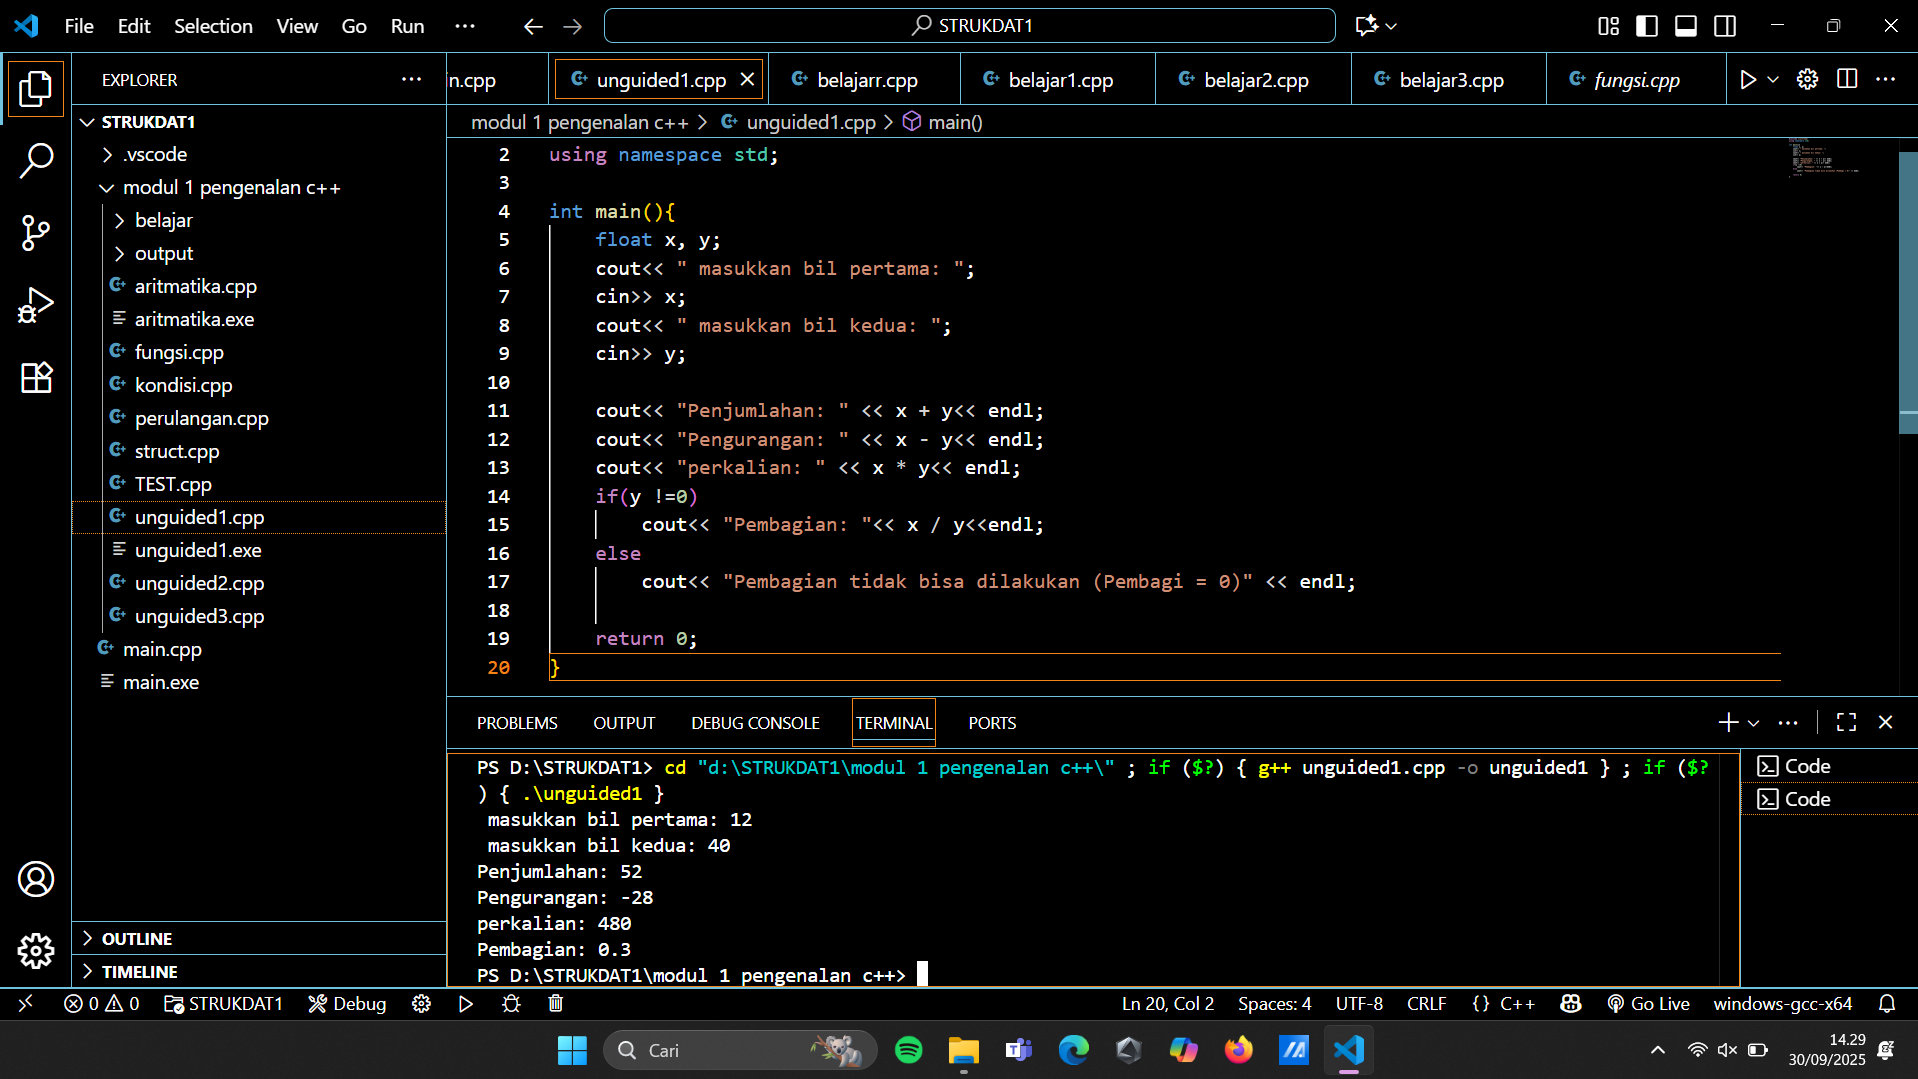 File Edit Selection View Go Run
STRUKDAT1
EXPLORER
n.cpp
unguided1.cpp
belajarr.cpp
belajar1.cpp
belajar2.cpp
belajar3.cpp
fungsi.cpp
STRUKDAT1
.vscode
modul 1 pengenalan c++
belajar
output
aritmatika.cpp
aritmatika.exe
fungsi.cpp
kondisi.cpp
perulangan.cpp
struct.cpp
TEST.cpp
unguided1.cpp
unguided1.exe
unguided2.cpp
unguided3.cpp
main.cpp
main.exe
OUTLINE
TIMELINE
modul 1 pengenalan c++ > unguided1.cpp > main()
2 using namespace std;
3
4 int main(){
5 float x, y;
6 cout<< " masukkan bil pertama: ";
7 cin>> x;
8 cout<< " masukkan bil kedua: ";
9 cin>> y;
10
11 cout<< "Penjumlahan: " << x + y<< endl;
12 cout<< "Pengurangan: " << x - y<< endl;
13 cout<< "perkalian: " << x * y<< endl;
14 if(y !=0)
15 cout<< "Pembagian: "<< x / y<<endl;
16 else
17 cout<< "Pembagian tidak bisa dilakukan (Pembagi = 0)" << endl;
18
19 return 0;
20 }
PROBLEMS OUTPUT DEBUG CONSOLE TERMINAL PORTS
PS D:\STRUKDAT1> cd "d:\STRUKDAT1\modul 1 pengenalan c++\" ; if ($?) { g++ unguided1.cpp -o unguided1 } ; if ($?
) { .\unguided1 }
masukkan bil pertama: 12
masukkan bil kedua: 40
Penjumlahan: 52
Pengurangan: -28
perkalian: 480
Pembagian: 0.3
PS D:\STRUKDAT1\modul 1 pengenalan c++>
Code
Code
0 0 STRUKDAT1 Debug
Ln 20, Col 2 Spaces: 4 UTF-8 CRLF {} C++ Go Live windows-gcc-x64
Cari
14.29
30/09/2025